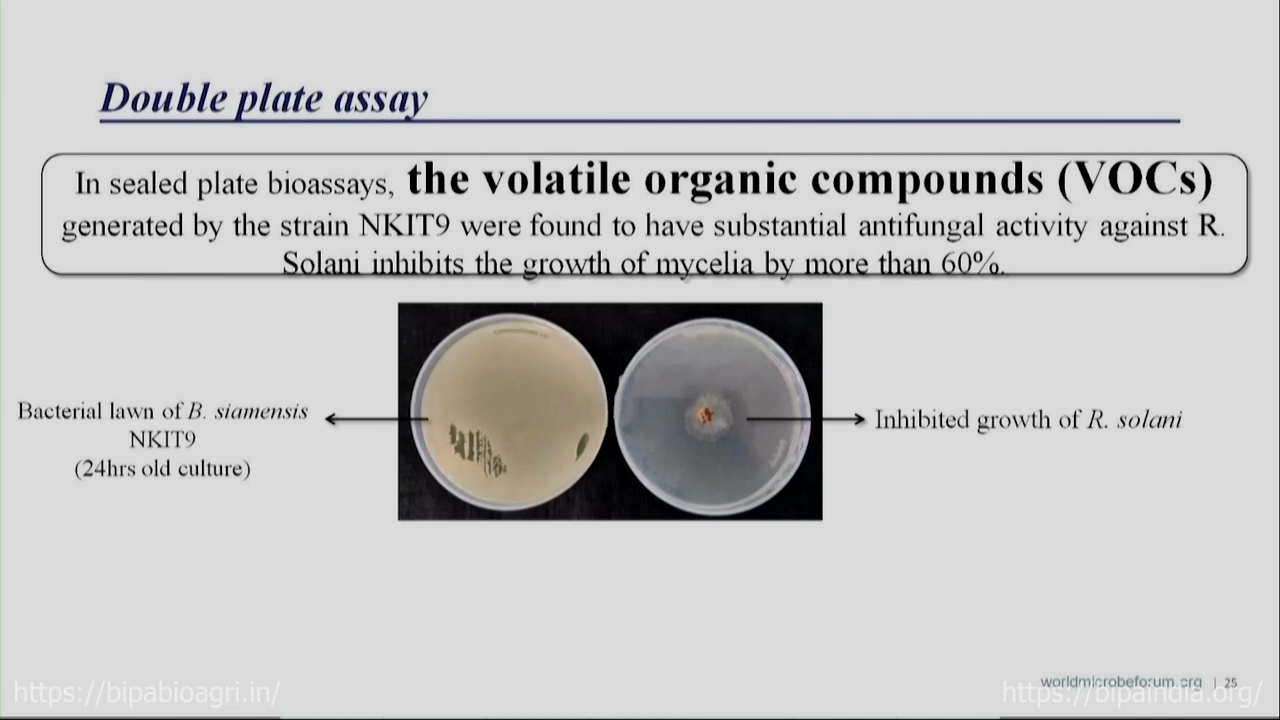 Double plate assay
In sealed plate bioassays, the volatile organic compounds (VOCs)
generated by the strain NKIT9 were found to have substantial antifungal activity against R.
Solani inhibits the growth of mycelia by more than 60%.
Bacterial lawn of B. siamensis
NKIT9
(24hrs old culture)
Inhibited growth of R. solani
worldmicrobeforum.org | 25
https://bipabioagri.in/
https://bipaindia.org/